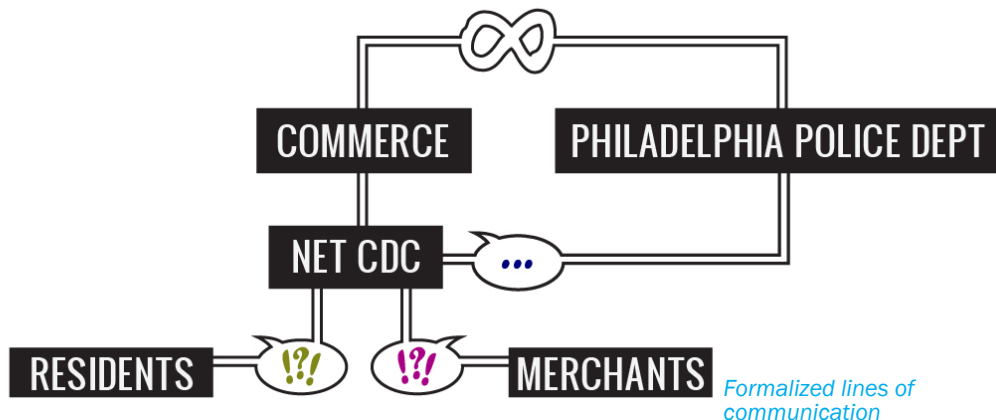 COMMERCE
PHILADELPHIA POLICE DEPT
NET CDC
...
!?!
!?!
RESIDENTS
MERCHANTS
Formalized lines of
communication